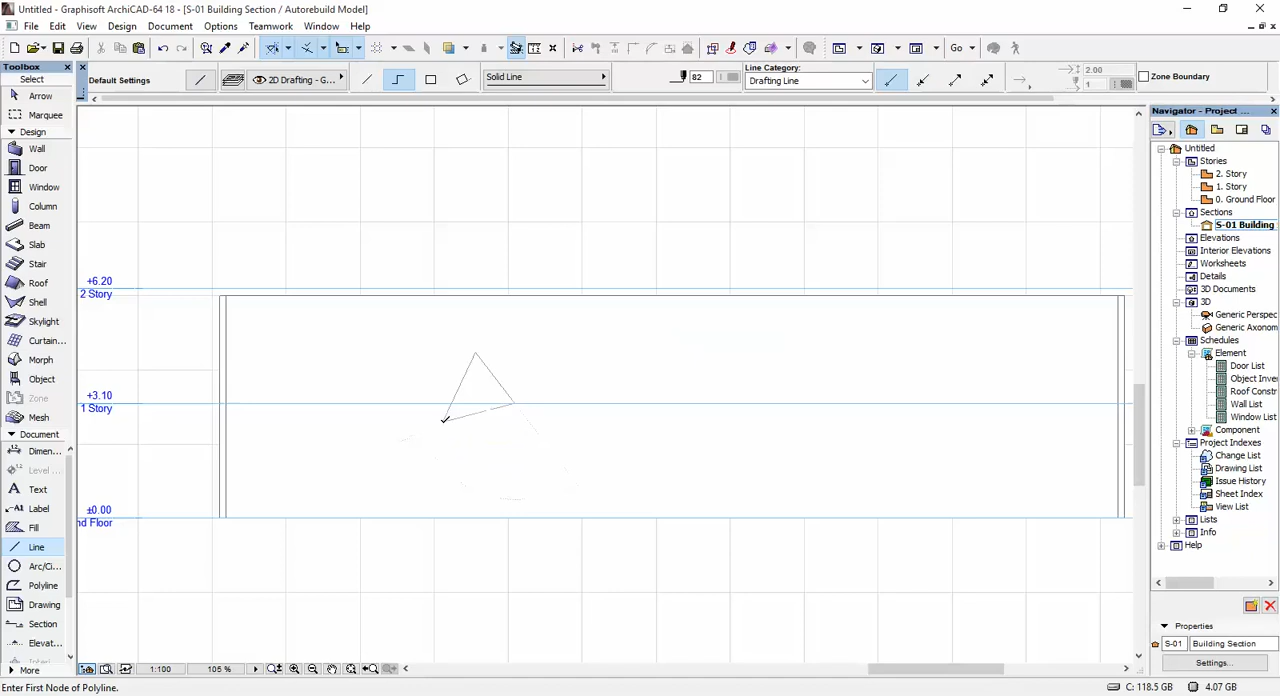 Untitled - Graphisoft ArchiCAD-64 18 - [S-01 Building Section / Autorebuild Model]
File Edit View Design Document Options Teamwork Window Help
Go
Toolbox
Select
Arrow
Marquee
Design
Wall
Door
Window
Column
Beam
Slab
Stair
Roof
Shell
Skylight
Curtain...
Morph
Object
Zone
Mesh
Document
Dimen...
Level ...
Text
Label
Fill
Line
Arc/Ci...
Polyline
Drawing
Section
Elevat...
More
Default Settings
2D Drafting - G...
Solid Line
82
Line Category:
Drafting Line
2.00
1
Zone Boundary
+6.20
2 Story
+3.10
1 Story
±0.00
nd Floor
1:100
105 %
Navigator - Project ...
Untitled
Stories
2. Story
1. Story
0. Ground Floor
Sections
S-01 Building
Elevations
Interior Elevations
Worksheets
Details
3D Documents
3D
Generic Perspec
Generic Axonom
Schedules
Element
Door List
Object Inve
Roof Constr
Wall List
Window List
Component
Project Indexes
Change List
Drawing List
Issue History
Sheet Index
View List
Lists
Info
Help
Properties
S-01 Building Section
Settings...
Enter First Node of Polyline.
C: 118.5 GB
4.07 GB